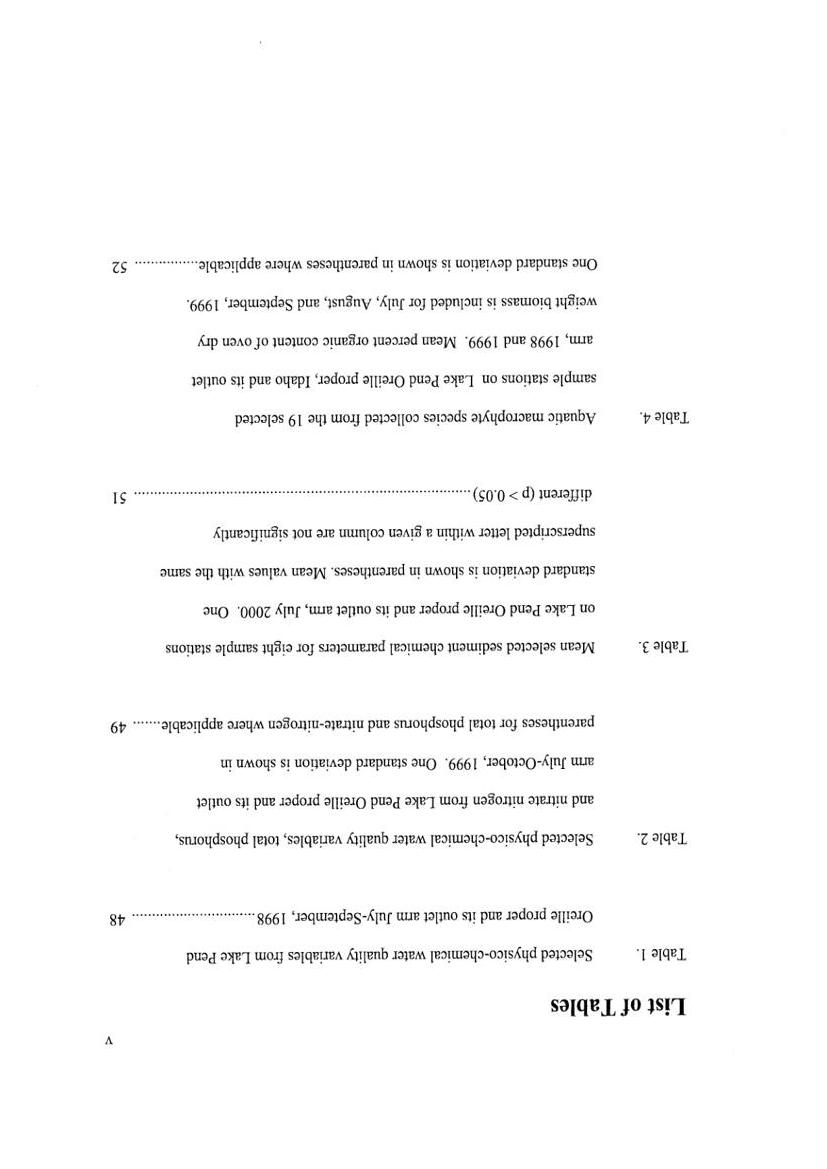 v
List of Tables
Table 1. Selected physico-chemical water quality variables from Lake Pend
Oreille proper and its outlet arm July-September, 1998............................... 48
Table 2. Selected physico-chemical water quality variables, total phosphorus,
and nitrate nitrogen from Lake Pend Oreille proper and its outlet
arm July-October, 1999. One standard deviation is shown in
parentheses for total phosphorus and nitrate-nitrogen where applicable....... 49
Table 3. Mean selected sediment chemical parameters for eight sample stations
on Lake Pend Oreille proper and its outlet arm, July 2000. One
standard deviation is shown in parentheses. Mean values with the same
superscripted letter within a given column are not significantly
different (p > 0.05)..................................................................................... 51
Table 4. Aquatic macrophyte species collected from the 19 selected
sample stations on Lake Pend Oreille proper, Idaho and its outlet
arm, 1998 and 1999. Mean percent organic content of oven dry
weight biomass is included for July, August, and September, 1999.
One standard deviation is shown in parentheses where applicable................ 52